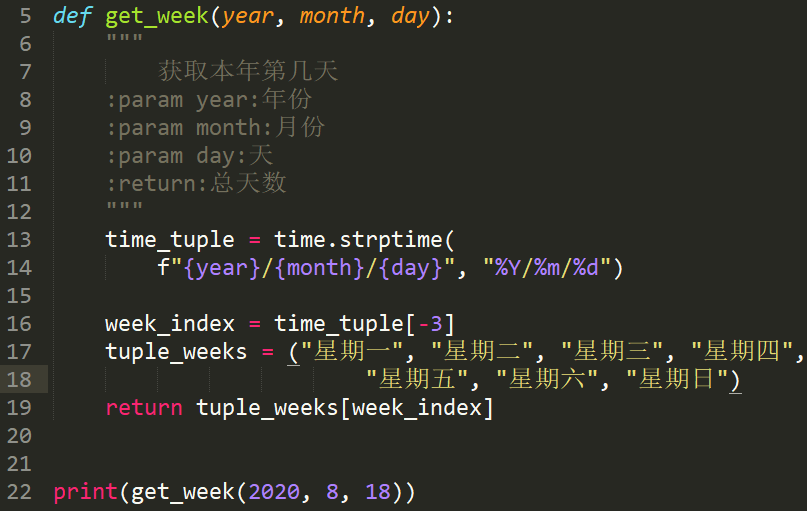 5 def get_week(year, month, day):
6     """
7         获取本年第几天
8     :param year:年份
9     :param month:月份
10     :param day:天
11     :return:总天数
12     """
13     time_tuple = time.strptime(
14         f"{year}/{month}/{day}", "%Y/%m/%d")
15
16     week_index = time_tuple[-3]
17     tuple_weeks = ("星期一", "星期二", "星期三", "星期四",
18                         "星期五", "星期六", "星期日")
19     return tuple_weeks[week_index]
20
21
22 print(get_week(2020, 8, 18))